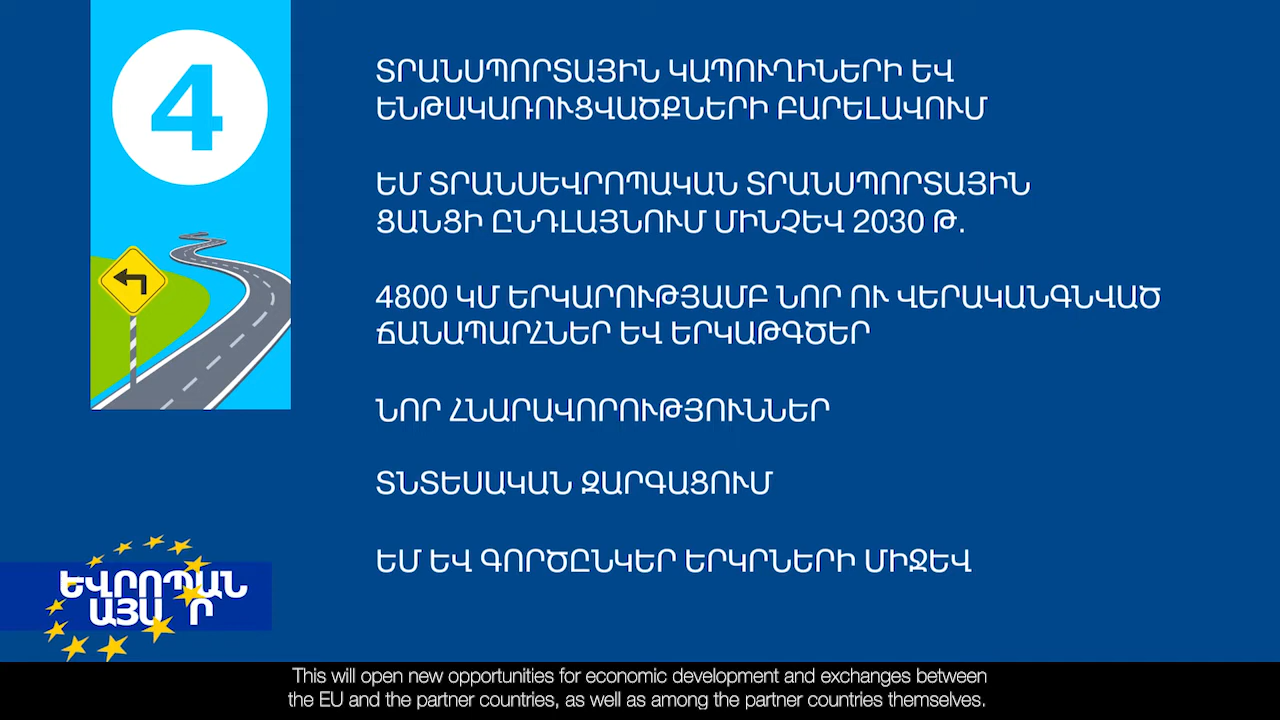 4
ՏՐԱՆՍՊՈՐՏԱՅԻՆ ԿԱՊՈՒՂԻՆԵՐԻ ԵՎ
ԵՆԹԱԿԱՌՈՒՑՎԱԾՔՆԵՐԻ ԲԱՐԵԼԱՎՈՒՄ
ԵՄ ՏՐԱՆՍԵՎՐՈՊԱԿԱՆ ՏՐԱՆՍՊՈՐՏԱՅԻՆ
ՑԱՆՑԻ ԸՆԴԼԱՅՆՈՒՄ ՄԻՆՉԵՎ 2030 Թ.
4800 ԿՄ ԵՐԿԱՐՈՒԹՅԱՄԲ ՆՈՐ ՈՒ ՎԵՐԱԿԱՆԳՆՎԱԾ
ՃԱՆԱՊԱՐՀՆԵՐ ԵՎ ԵՐԿԱԹԳԾԵՐ
ՆՈՐ ՀՆԱՐԱՎՈՐՈՒԹՅՈՒՆՆԵՐ
ՏՆՏԵՍԱԿԱՆ ԶԱՐԳԱՑՈՒՄ
ԵՄ ԵՎ ԳՈՐԾԸՆԿԵՐ ԵՐԿՐՆԵՐԻ ՄԻՋԵՎ
ԵՎՐՈՊԱՆ
This will open new opportunities for economic development and exchanges between
the EU and the partner countries, as well as among the partner countries themselves.